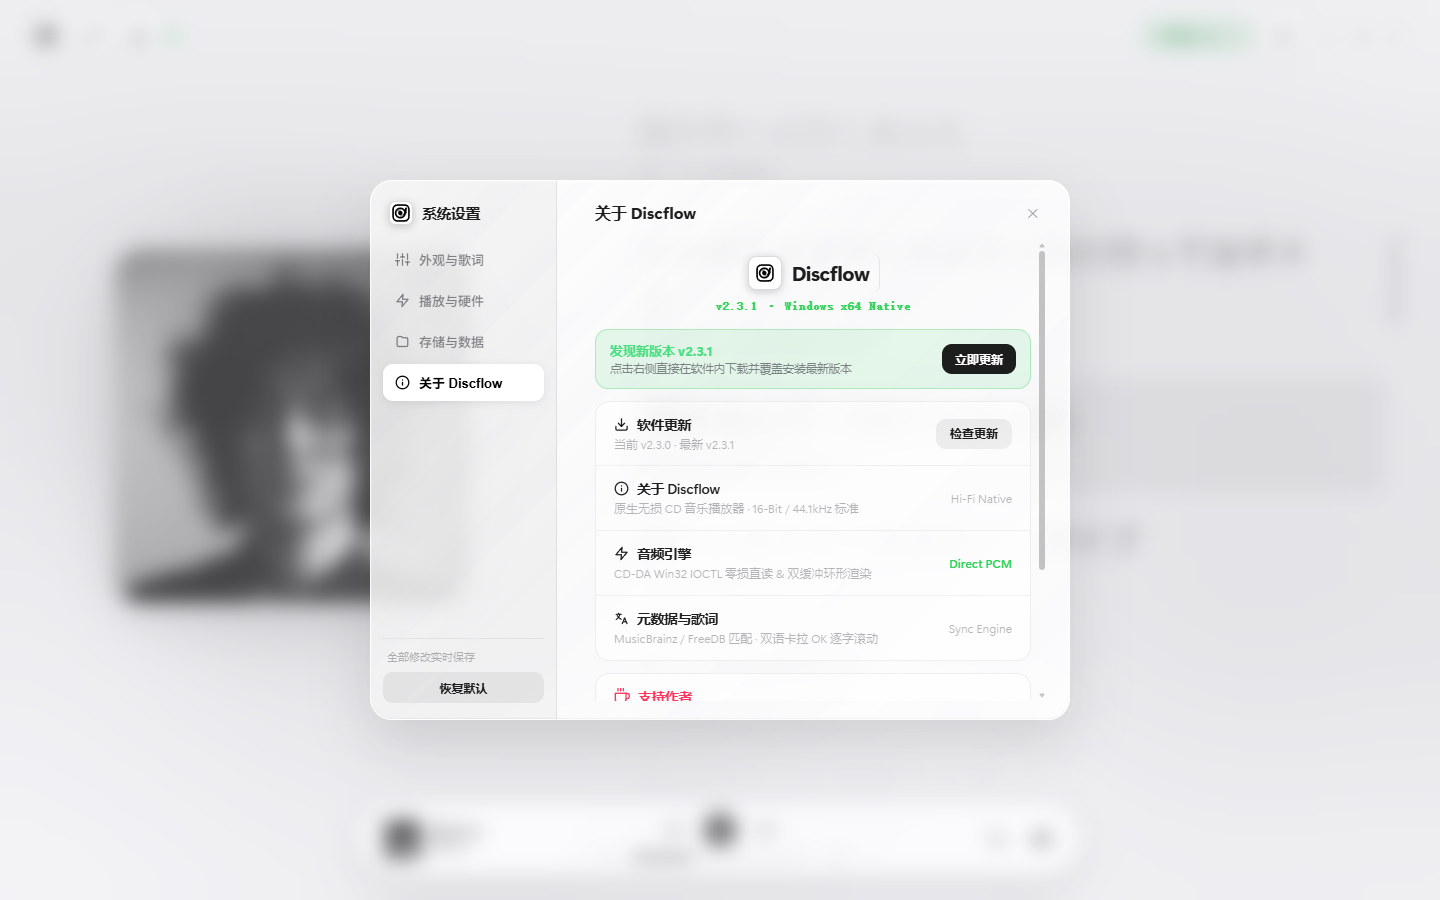 系统设置
外观与歌词
播放与硬件
存储与数据
关于 Discflow
全部修改实时保存
恢复默认
关于 Discflow
Discflow
v2.3.1 · Windows x64 Native
发现新版本 v2.3.1
点击右侧直接在软件内下载并覆盖安装最新版本
立即更新
软件更新
当前 v2.3.0 · 最新 v2.3.1
检查更新
关于 Discflow
原生无损 CD 音乐播放器 · 16-Bit / 44.1kHz 标准
Hi-Fi Native
音频引擎
CD-DA Win32 IOCTL 零损直读 & 双缓冲环形渲染
Direct PCM
元数据与歌词
MusicBrainz / FreeDB 匹配 · 双语卡拉 OK 逐字滚动
Sync Engine
支持作者